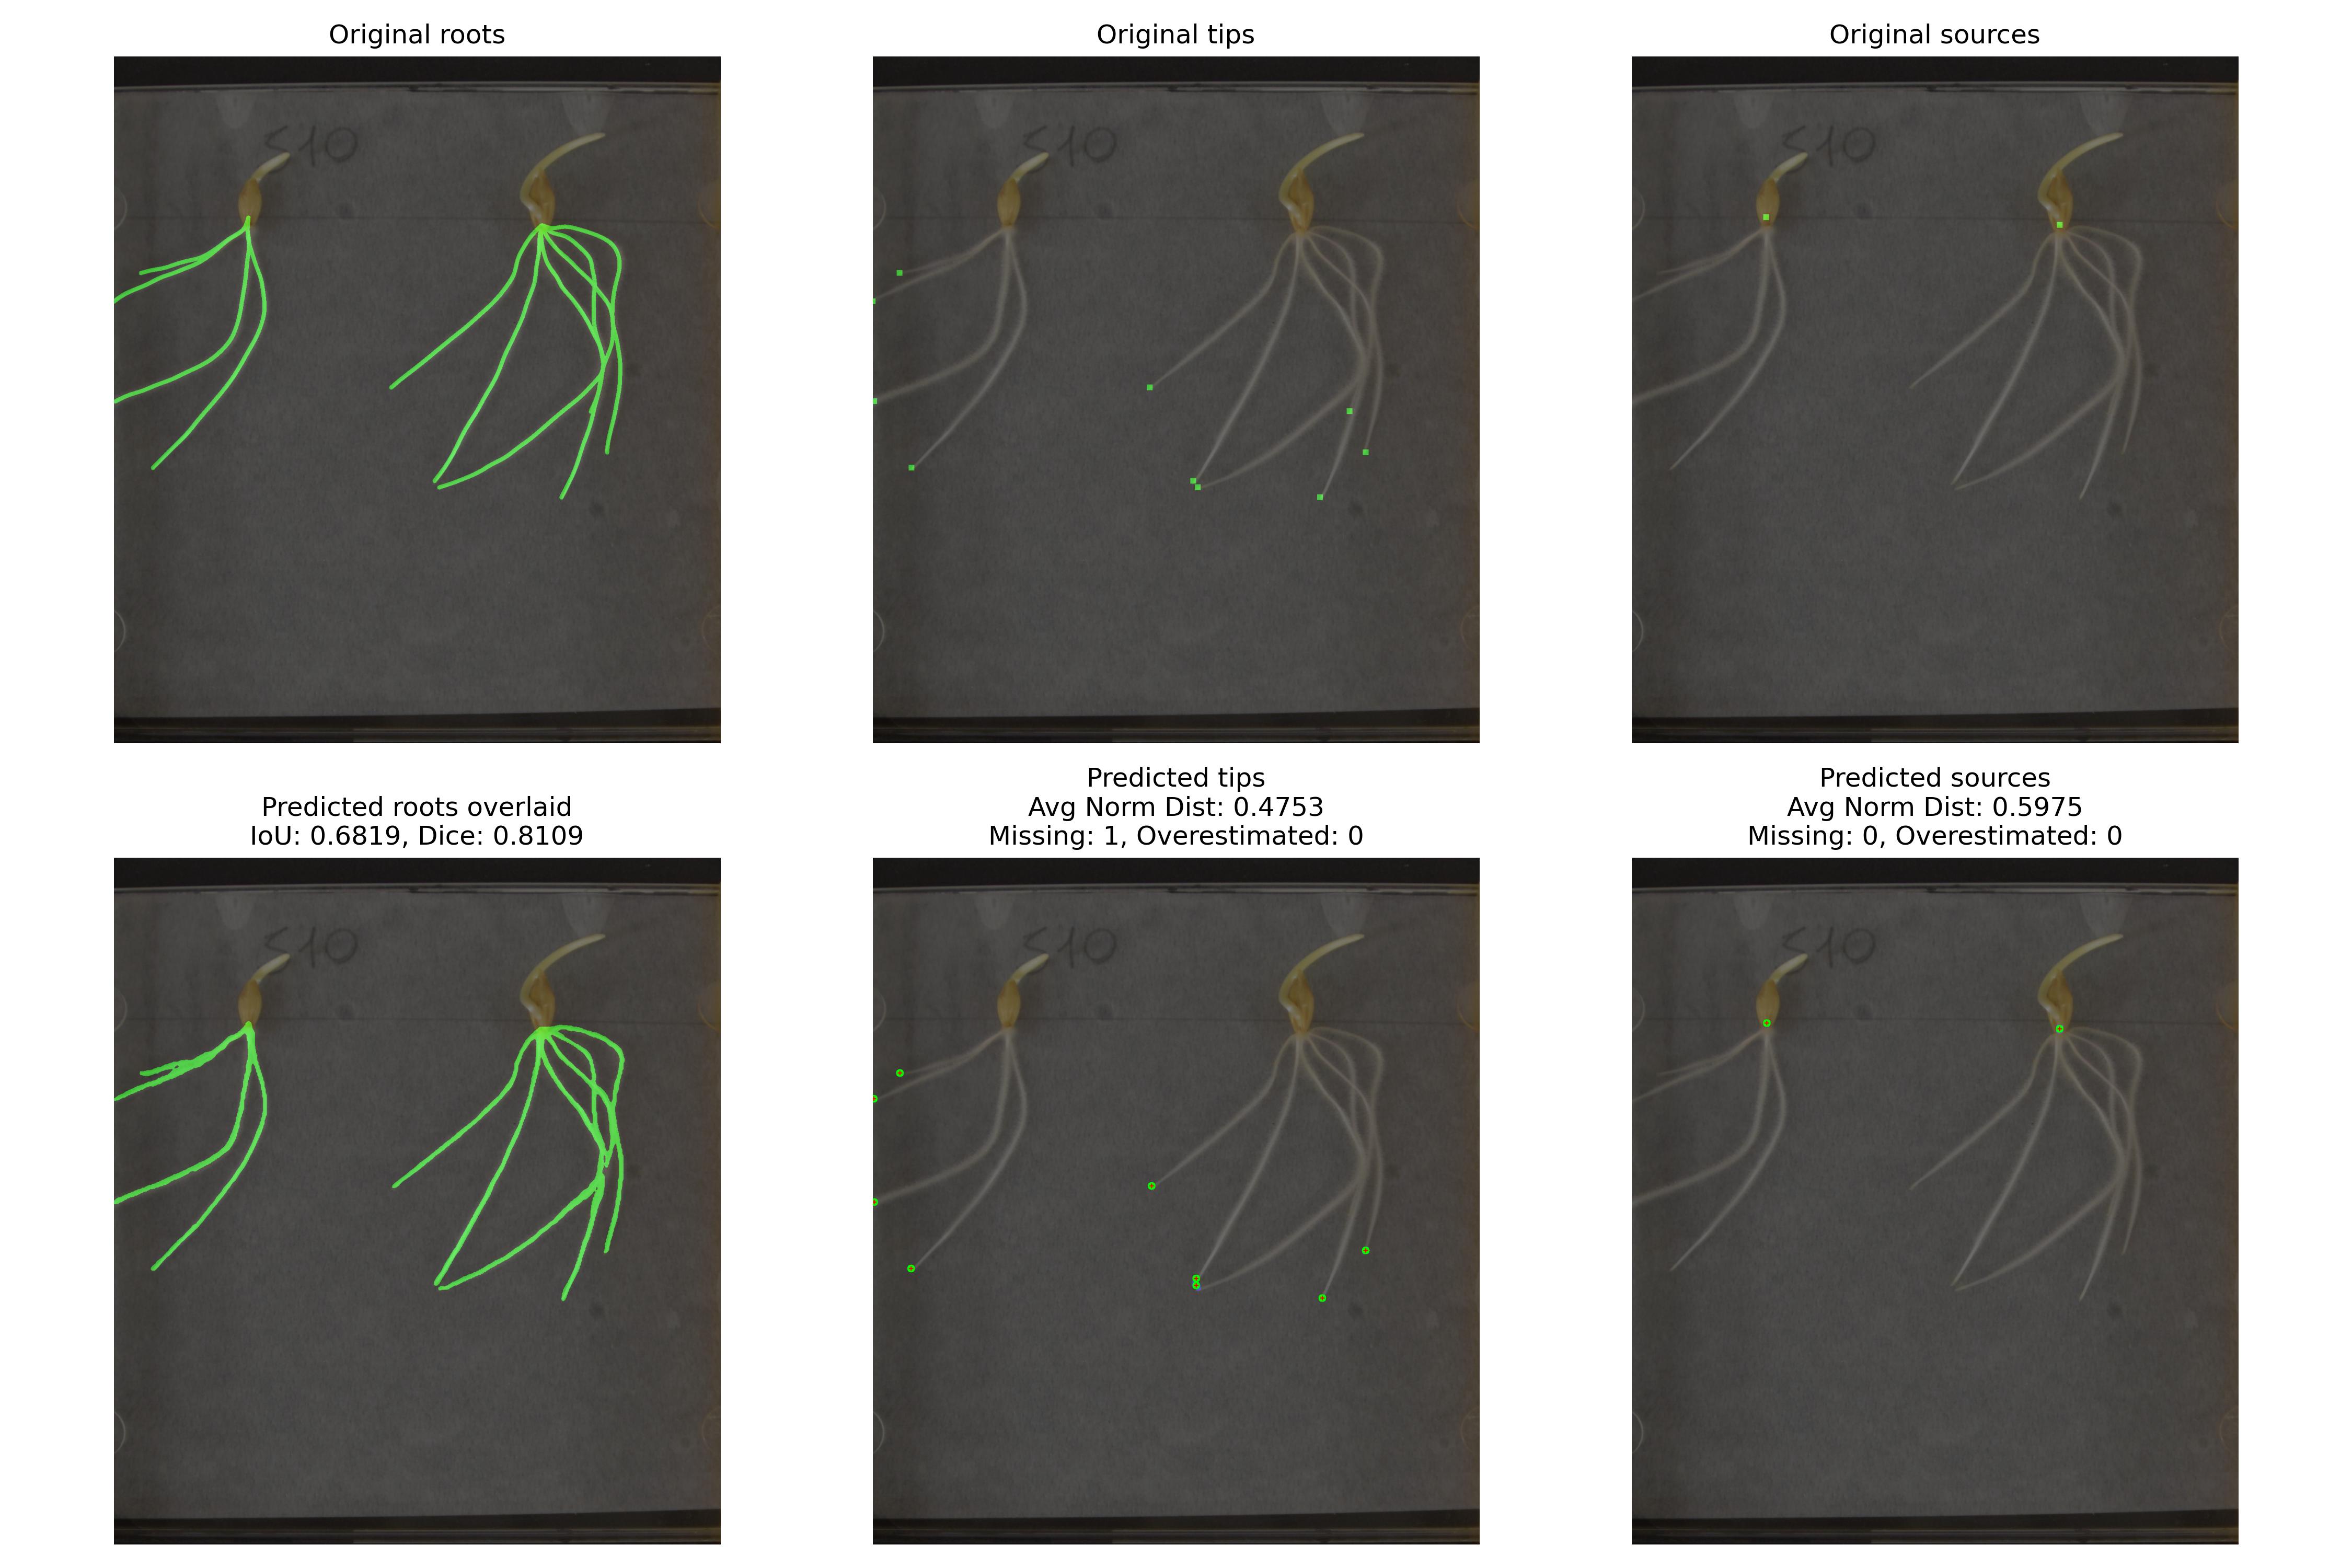 Original roots
Original tips
Original sources
S10
S10
S10
Predicted roots overlaid
IoU: 0.6819, Dice: 0.8109
Predicted tips
Avg Norm Dist: 0.4753
Missing: 1, Overestimated: 0
Predicted sources
Avg Norm Dist: 0.5975
Missing: 0, Overestimated: 0
S10
S10
S10